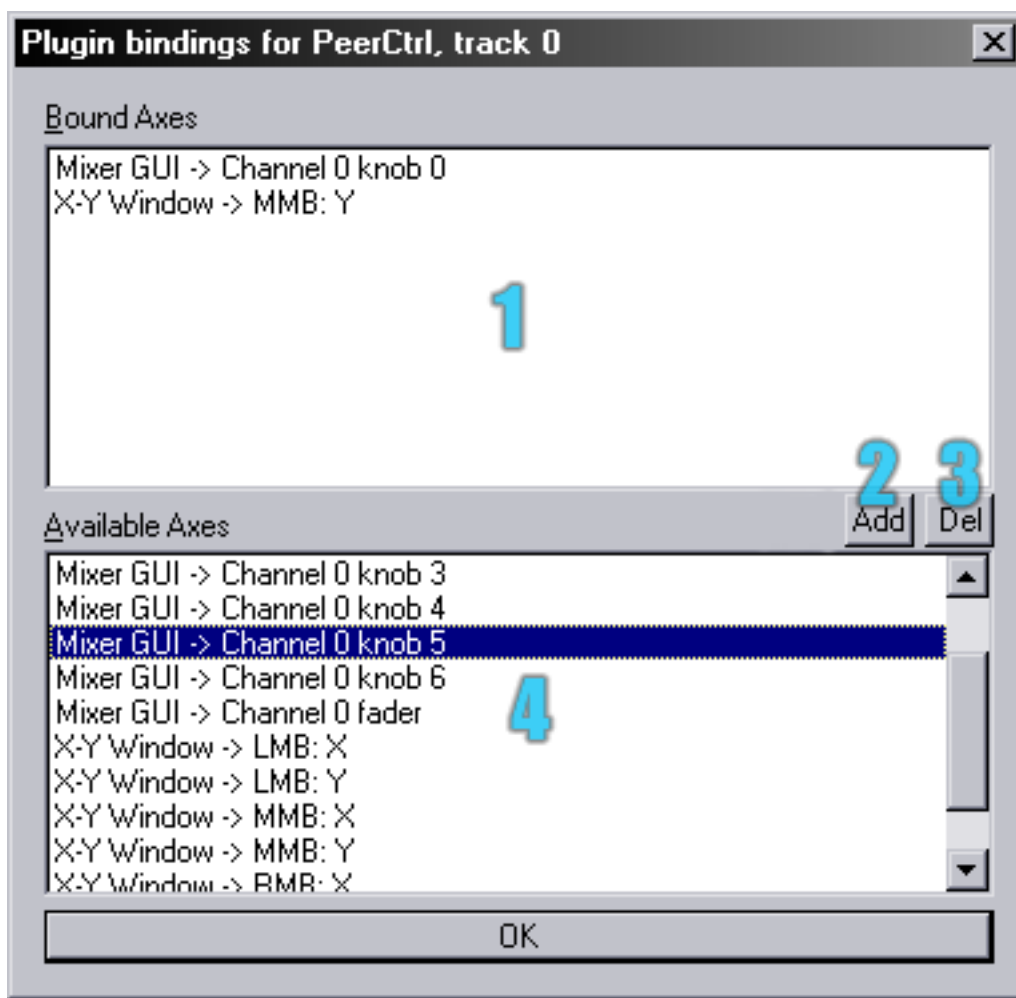 Plugin bindings for PeerCtrl, track 0
Bound Axes
Mixer GUI -> Channel 0 knob 0
X-Y Window -> MMB: Y
1
2
3
Available Axes
Add
Del
Mixer GUI -> Channel 0 knob 3
Mixer GUI -> Channel 0 knob 4
Mixer GUI -> Channel 0 knob 5
Mixer GUI -> Channel 0 knob 6
4
Mixer GUI -> Channel 0 fader
X-Y Window -> LMB: X
X-Y Window -> LMB: Y
X-Y Window -> MMB: X
X-Y Window -> MMB: Y
X-Y Window -> RMB: X
OK